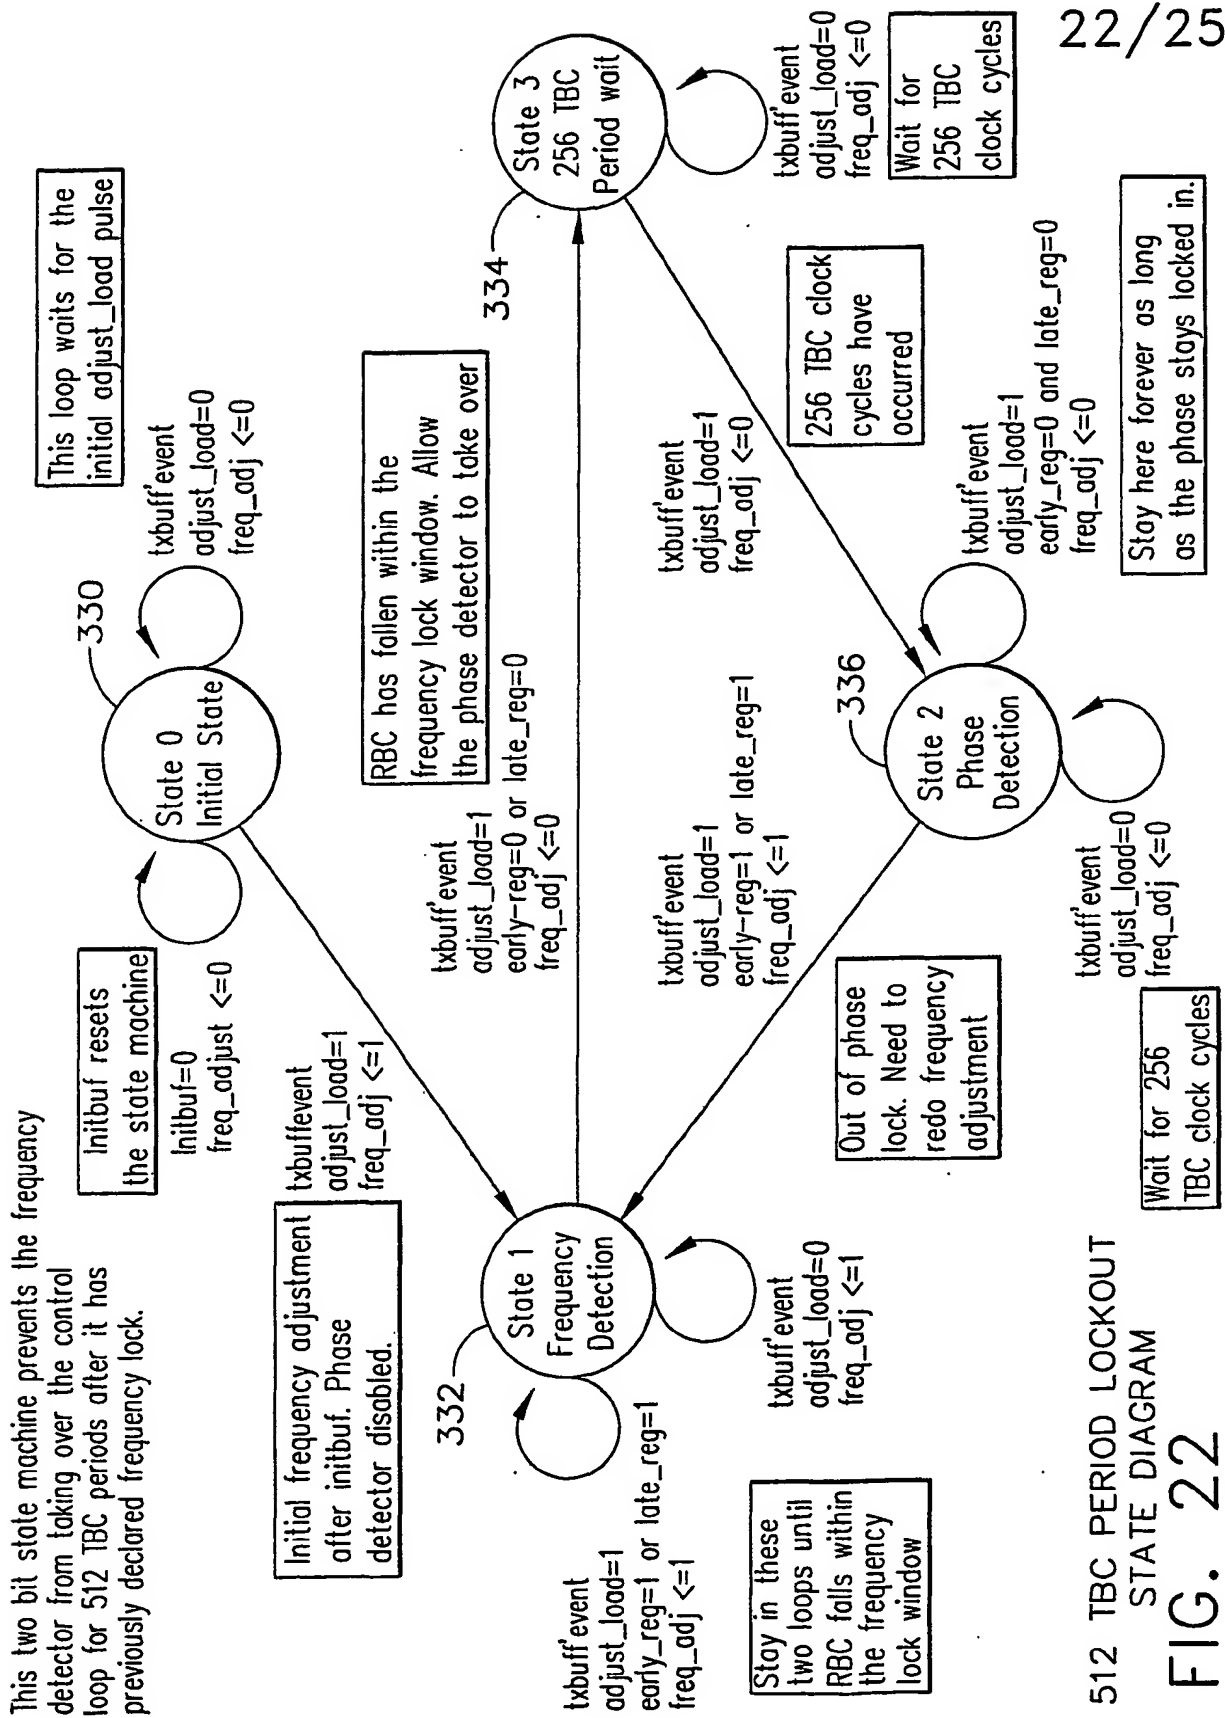 This two bit state machine prevents the frequency
detector from taking over the control
loop for 512 TBC periods after it has
previously declared frequency lock.
Initbuf resets
the state machine
Initbuf=0
freq_adjust <=0
State 0
Initial State
330
txbuff'event
adjust_load=0
freq_adj <=0
This loop waits for the
initial adjust_load pulse
Initial frequency adjustment
after initbuf. Phase
detector disabled.
txbuffevent
adjust_load=1
freq_adj <=1
RBC has fallen within the
frequency lock window. Allow
the phase detector to take over
txbuff'event
adjust_load=1
early-reg=0 or late_reg=0
freq_adj <=0
334
State 3
256 TBC
Period wait
txbuff'event
adjust_load=0
freq_adj <=0
Wait for
256 TBC
clock cycles
332
State 1
Frequency
Detection
txbuff'event
adjust_load=1
early_reg=1 or late_reg=1
freq_adj <=1
txbuff'event
adjust_load=0
freq_adj <=1
Stay in these
two loops until
RBC falls within
the frequency
lock window
txbuff'event
adjust_load=1
early-reg=1 or late_reg=1
freq_adj <=1
Out of phase
lock. Need to
redo frequency
adjustment
txbuff'event
adjust_load=1
freq_adj <=0
256 TBC clock
cycles have
occurred
336
State 2
Phase
Detection
txbuff'event
adjust_load=1
early_reg=0 and late_reg=0
freq_adj <=0
Stay here forever as long
as the phase stays locked in.
txbuff'event
adjust_load=0
freq_adj <=0
Wait for 256
TBC clock cycles
512 TBC PERIOD LOCKOUT
STATE DIAGRAM
FIG. 22
22/25